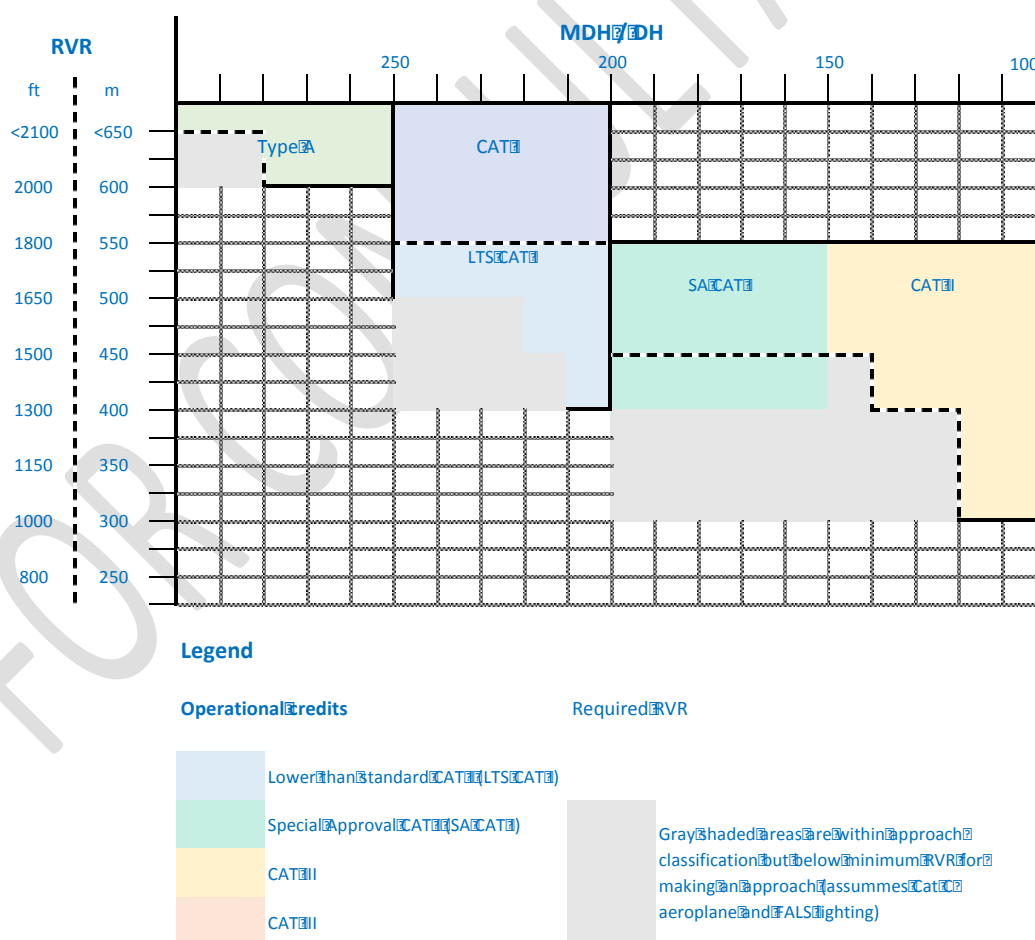 MDH / DH
RVR
250 200 150 100
ft m
<2100 <650
Type A CAT I
2000 600
1800 550
LTS CAT I
SA CAT I CAT II
1650 500
1500 450
1300 400
1150 350
1000 300
800 250
Legend
Operational credits Required RVR
Lower than standard CAT I (LTS CAT I)
Special Approval CAT I (SA CAT I)
CAT II
CAT II
Gray shaded areas are within approach
classification but below minimum RVR for
making an approach (assummes Cat C
aeroplane and FALS lighting)
FOR